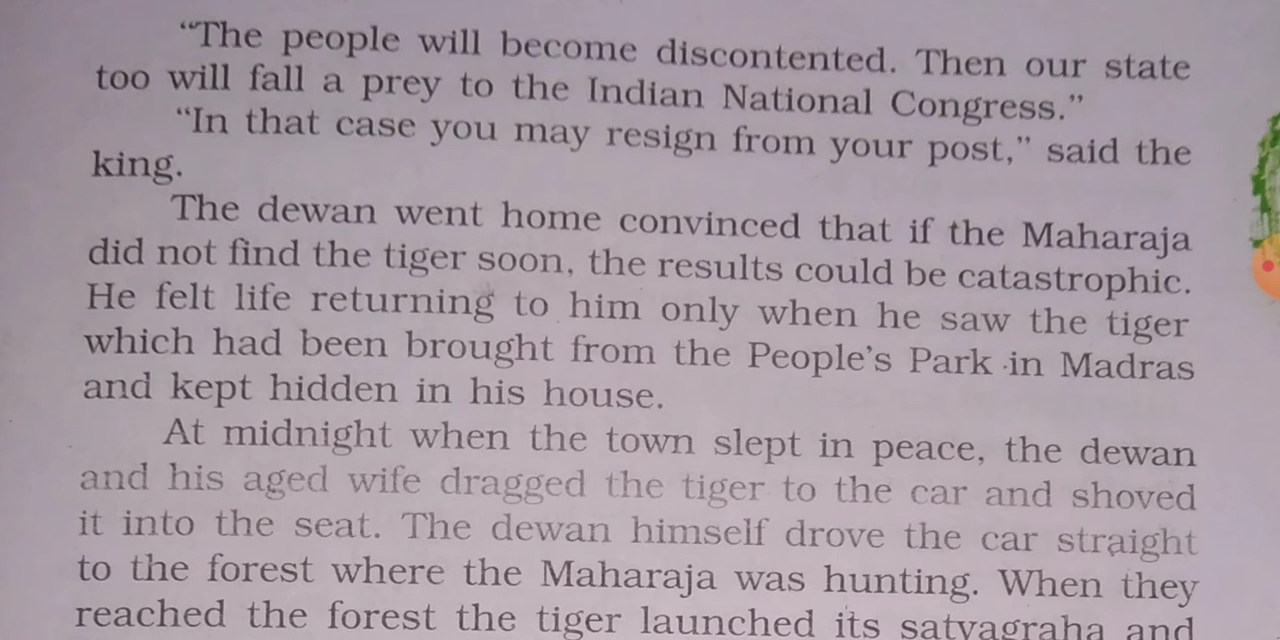 “The people will become discontented. Then our state
too will fall a prey to the Indian National Congress.”
“In that case you may resign from your post,” said the
king.
The dewan went home convinced that if the Maharaja
did not find the tiger soon, the results could be catastrophic.
He felt life returning to him only when he saw the tiger
which had been brought from the People’s Park in Madras
and kept hidden in his house.
At midnight when the town slept in peace, the dewan
and his aged wife dragged the tiger to the car and shoved
it into the seat. The dewan himself drove the car straight
to the forest where the Maharaja was hunting. When they
reached the forest the tiger launched its satyagraha and